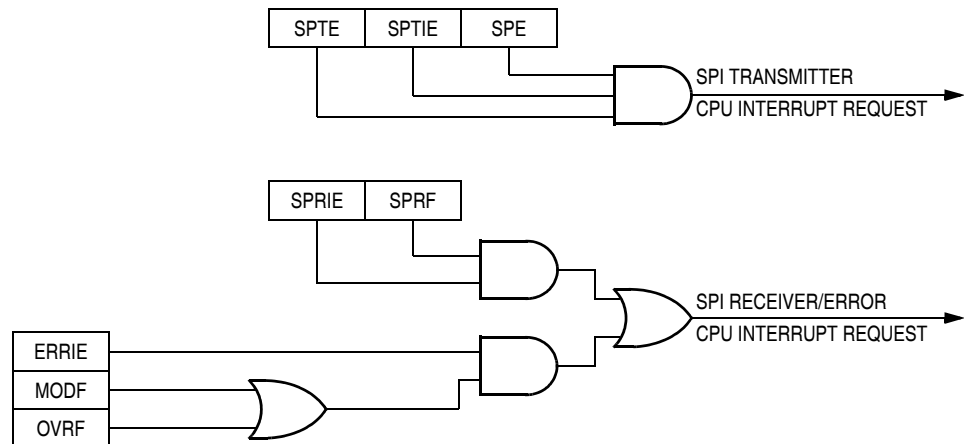 SPTE SPTIE SPE
SPI TRANSMITTER
CPU INTERRUPT REQUEST
SPRIE SPRF
SPI RECEIVER/ERROR
CPU INTERRUPT REQUEST
ERRIE
MODF
OVRF